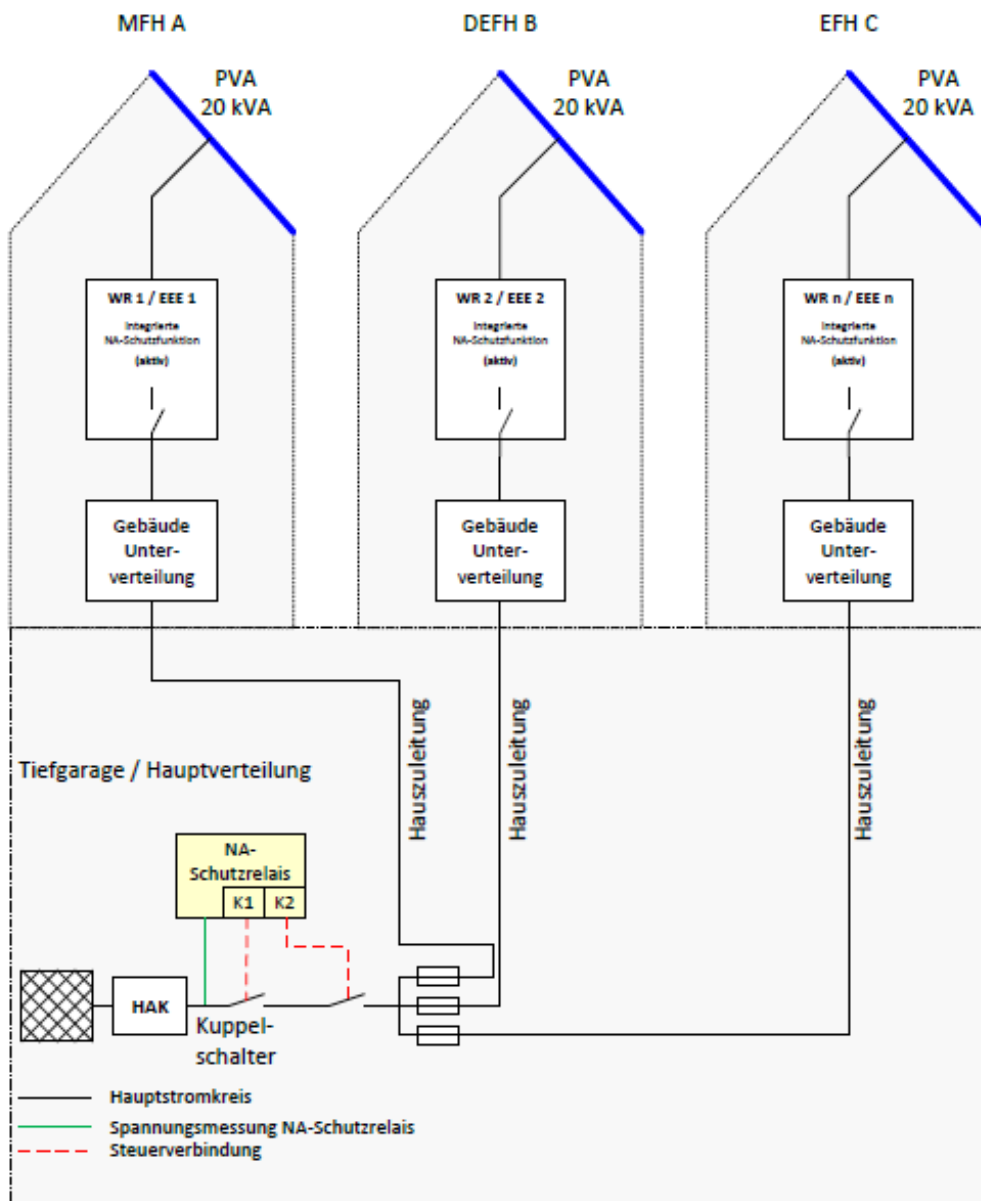 MFH A
DEFH B
EFH C
PVA
20 kVA
PVA
20 kVA
PVA
20 kVA
WR 1 / EEE 1
Integrierte
NA-Schutzfunktion
(aktiv)
WR 2 / EEE 2
Integrierte
NA-Schutzfunktion
(aktiv)
WR n / EEE n
Integrierte
NA-Schutzfunktion
(aktiv)
Gebäude
Unter-
verteilung
Gebäude
Unter-
verteilung
Gebäude
Unter-
verteilung
Hauszuleitung
Hauszuleitung
Hauszuleitung
Tiefgarage / Hauptverteilung
NA-
Schutzrelais
K1
K2
HAK
Kuppel-
schalter
Hauptstromkreis
Spannungsmessung NA-Schutzrelais
Steuerverbindung